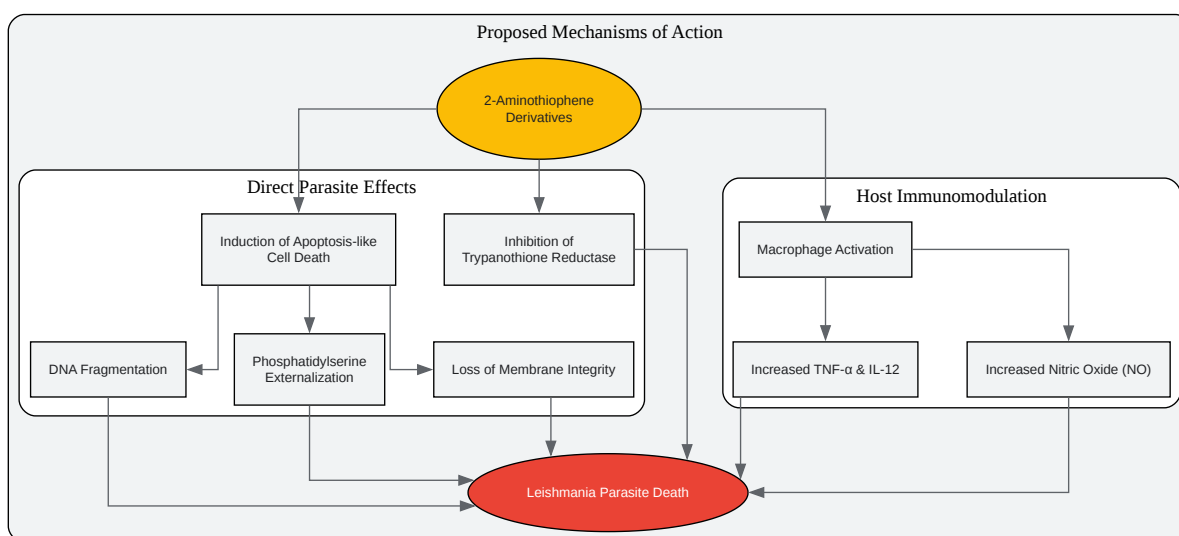 Proposed Mechanisms of Action
2-Aminothiophene
Derivatives
Direct Parasite Effects
Host Immunomodulation
Induction of Apoptosis-like
Cell Death
Inhibition of
Trypanothione Reductase
Macrophage Activation
DNA Fragmentation
Phosphatidylserine
Externalization
Loss of Membrane Integrity
Increased TNF-α & IL-12
Increased Nitric Oxide (NO)
Leishmania Parasite Death